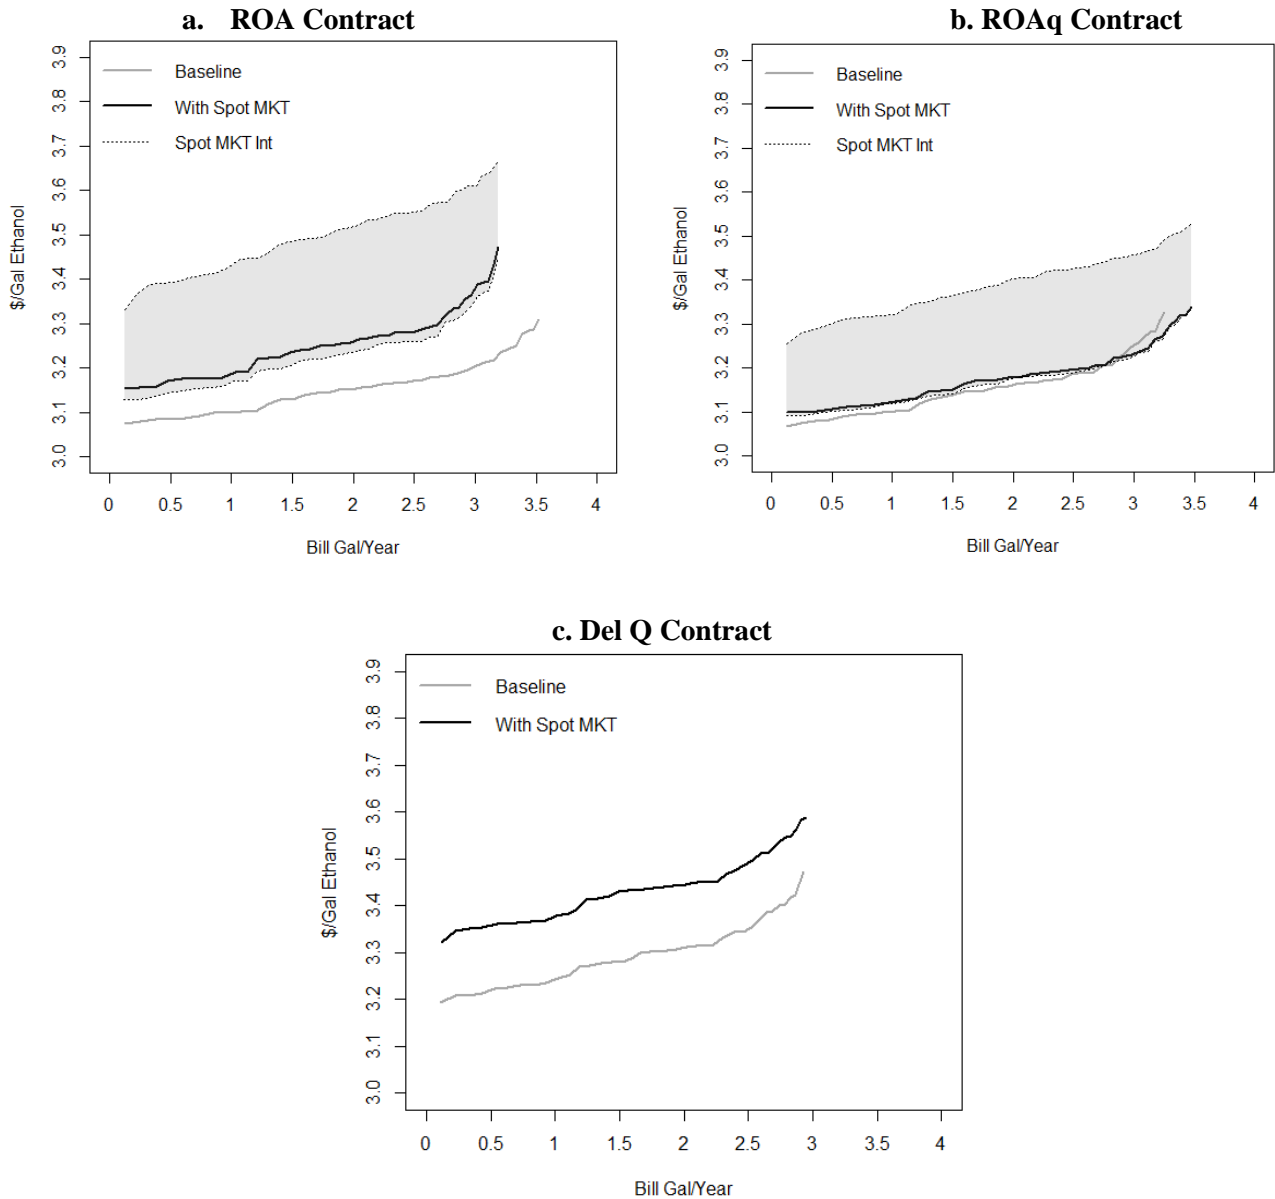 a. ROA Contract
3.9
3.8
3.7
3.6
3.5
3.4
3.3
3.2
3.1
3.0
$/Gal Ethanol
Baseline
With Spot MKT
Spot MKT Int
0 0.5 1 1.5 2 2.5 3 3.5 4
Bill Gal/Year
b. ROAq Contract
3.9
3.8
3.7
3.6
3.5
3.4
3.3
3.2
3.1
3.0
$/Gal Ethanol
Baseline
With Spot MKT
Spot MKT Int
0 0.5 1 1.5 2 2.5 3 3.5 4
Bill Gal/Year
c. Del Q Contract
3.9
3.8
3.7
3.6
3.5
3.4
3.3
3.2
3.1
3.0
$/Gal Ethanol
Baseline
With Spot MKT
0 0.5 1 1.5 2 2.5 3 3.5 4
Bill Gal/Year